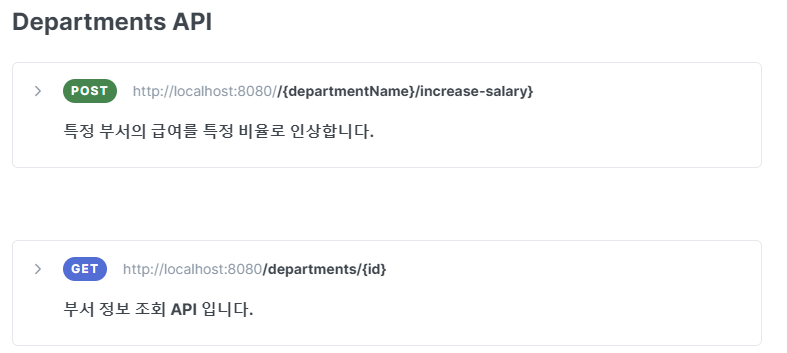 Departments API
POST http://localhost:8080//{departmentName}/increase-salary}
특정 부서의 급여를 특정 비율로 인상합니다.
GET http://localhost:8080/departments/{id}
부서 정보 조회 API 입니다.